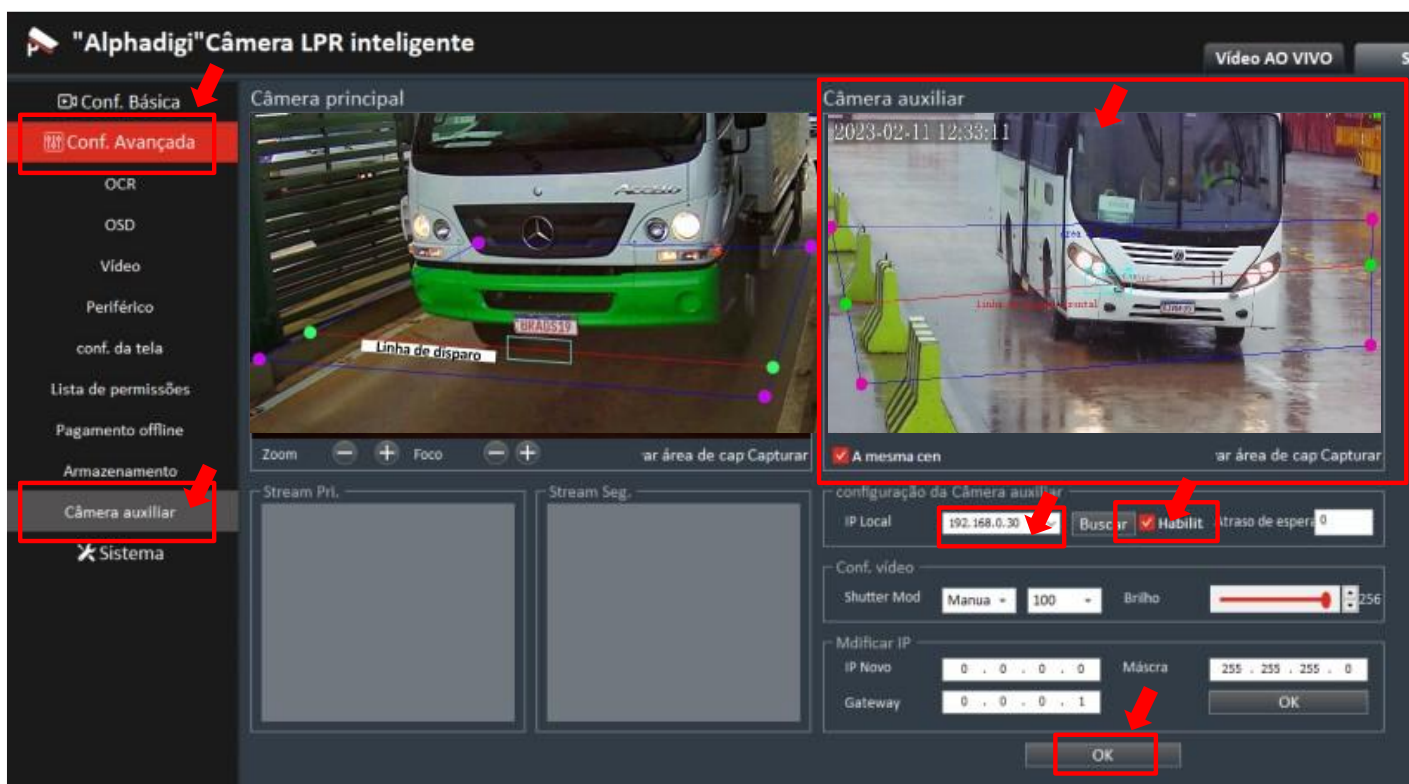 "Alphadigi"Câmera LPR inteligente
Vídeo AO VIVO
S
Conf. Básica
Conf. Avançada
OCR
OSD
Vídeo
Periférico
conf. da tela
Lista de permissões
Pagamento offline
Armazenamento
Câmera auxiliar
Sistema
Câmera principal
Accelo
BRADS19
Linha de disparo
Zoom
Foco
ar área de cap Capturar
Câmera auxiliar
2023-02-11 12:33:11
área
A mesma cen
ar área de cap Capturar
Stream Pri.
Stream Seg.
configuração da Câmera auxiliar
IP Local
192.168.0.30
Buscar
Habilit
Atraso de espera
0
Conf. vídeo
Shutter Mod
Manua
100
Brilho
256
Mdificar IP
IP Novo
0 . 0 . 0 . 0
Máscra
255 . 255 . 255 . 0
Gateway
0 . 0 . 0 . 1
OK
OK